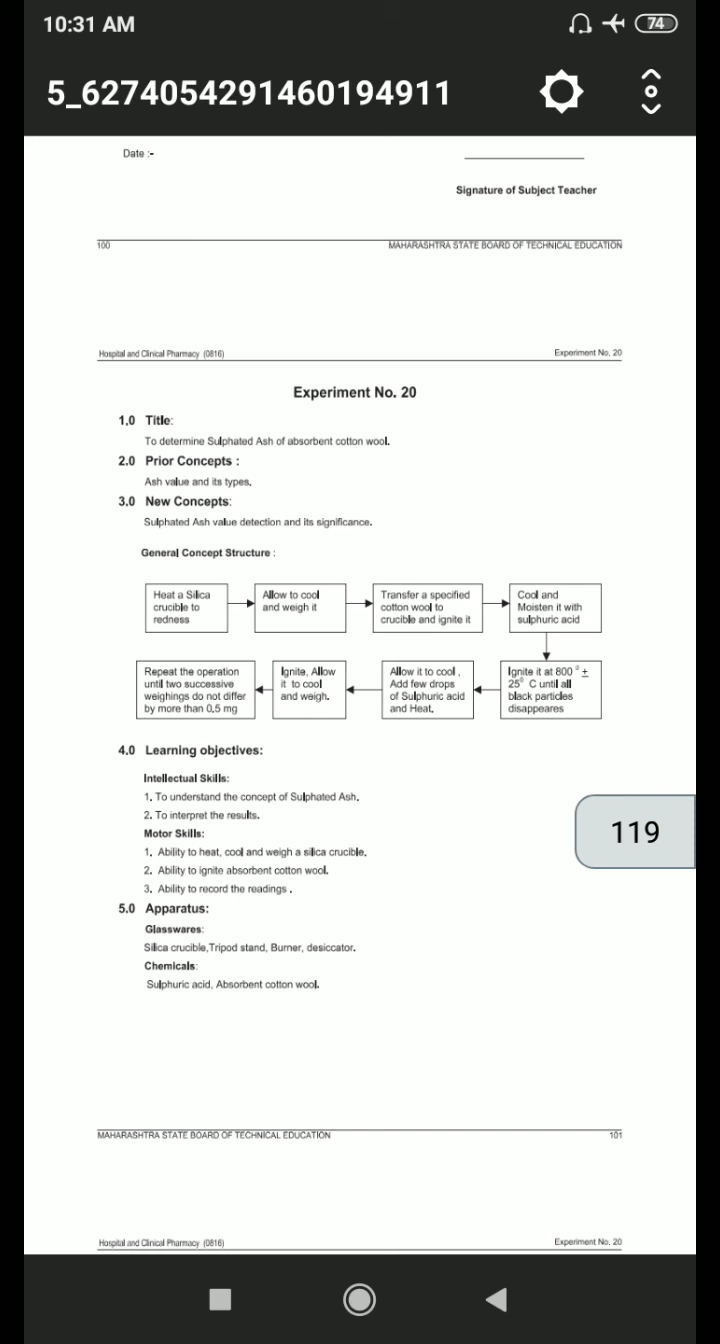 10:31 AM
74
5_6274054291460194911
Date :-
Signature of Subject Teacher
100 MAHARASHTRA STATE BOARD OF TECHNICAL EDUCATION
Hospital and Clinical Pharmacy (0816) Experiment No. 20
Experiment No. 20
1.0 Title:
To determine Sulphated Ash of absorbent cotton wool.
2.0 Prior Concepts :
Ash value and its types.
3.0 New Concepts:
Sulphated Ash value detection and its significance.
General Concept Structure :
Heat a Silica
crucible to
redness
Allow to cool
and weigh it
Transfer a specified
cotton wool to
crucible and ignite it
Cool and
Moisten it with
sulphuric acid
Ignite it at 800 ° ±
25° C until all
black particles
disappeares
Allow it to cool ,
Add few drops
of Sulphuric acid
and Heat.
Ignite, Allow
it to cool
and weigh.
Repeat the operation
until two successive
weighings do not differ
by more than 0.5 mg
4.0 Learning objectives:
Intellectual Skills:
1. To understand the concept of Sulphated Ash.
2. To interpret the results.
Motor Skills:
1. Ability to heat, cool and weigh a silica crucible.
2. Ability to ignite absorbent cotton wool.
3. Ability to record the readings .
119
5.0 Apparatus:
Glasswares:
Silica crucible,Tripod stand, Burner, desiccator.
Chemicals:
Sulphuric acid, Absorbent cotton wool.
MAHARASHTRA STATE BOARD OF TECHNICAL EDUCATION 101
Hospital and Clinical Pharmacy (0816) Experiment No. 20